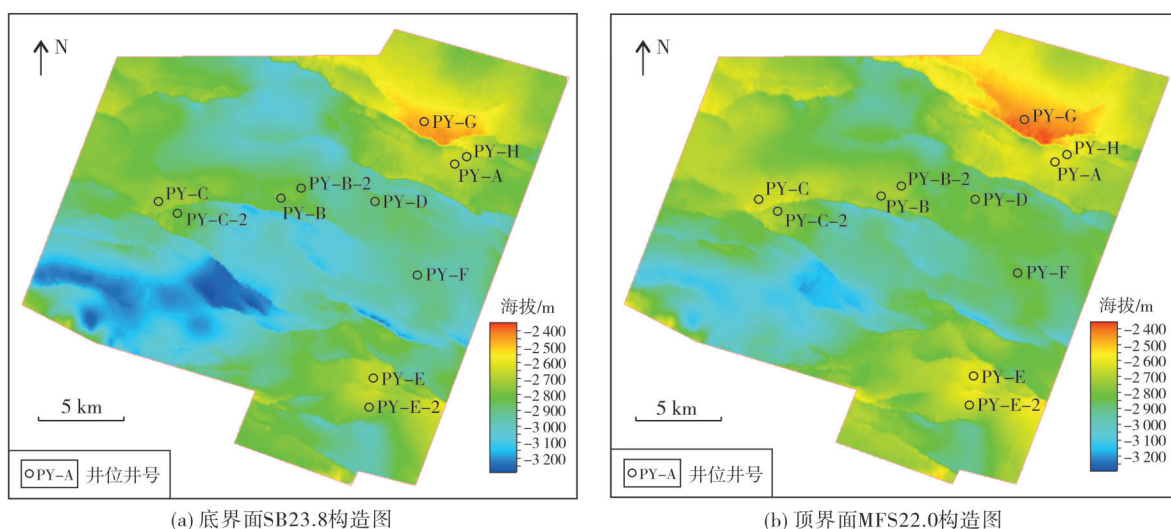 N
PY-G
PY-H
PY-A
PY-B-2
PY-C
PY-B
PY-D
PY-C-2
PY-F
海拔/m
-2 400
-2 500
-2 600
-2 700
-2 800
-2 900
-3 000
-3 100
-3 200
PY-E
PY-E-2
5 km
PY-A 井位井号
(a) 底界面SB23.8构造图
N
PY-G
PY-H
PY-A
PY-B-2
PY-C
PY-B
PY-D
PY-C-2
PY-F
海拔/m
-2 400
-2 500
-2 600
-2 700
-2 800
-2 900
-3 000
-3 100
-3 200
PY-E
PY-E-2
5 km
PY-A 井位井号
(b) 顶界面MFS22.0构造图